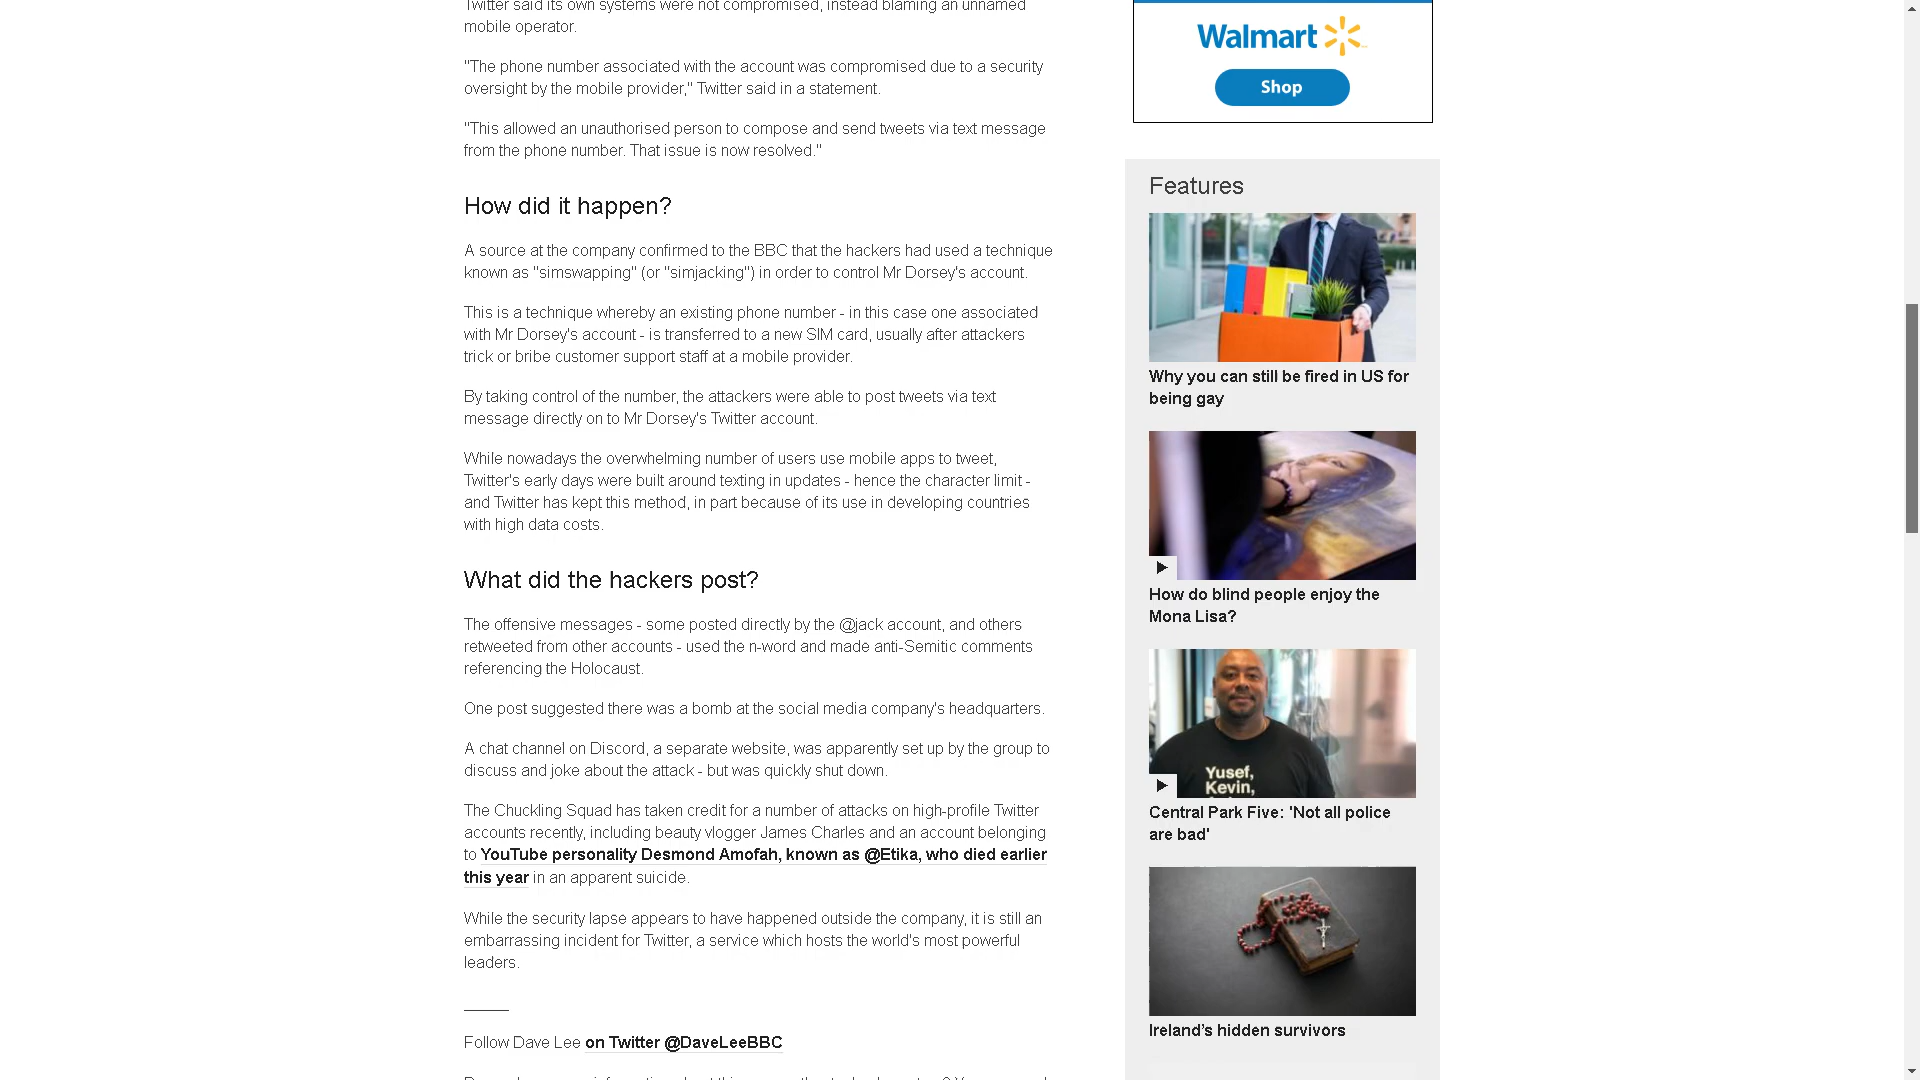 Twitter said its own systems were not compromised, instead blaming an unnamed
mobile operator.
"The phone number associated with the account was compromised due to a security
oversight by the mobile provider," Twitter said in a statement.
"This allowed an unauthorised person to compose and send tweets via text message
from the phone number. That issue is now resolved."
How did it happen?
A source at the company confirmed to the BBC that the hackers had used a technique
known as "simswapping" (or "simjacking") in order to control Mr Dorsey's account.
This is a technique whereby an existing phone number - in this case one associated
with Mr Dorsey's account - is transferred to a new SIM card, usually after attackers
trick or bribe customer support staff at a mobile provider.
By taking control of the number, the attackers were able to post tweets via text
message directly on to Mr Dorsey's Twitter account.
While nowadays the overwhelming number of users use mobile apps to tweet,
Twitter's early days were built around texting in updates - hence the character limit -
and Twitter has kept this method, in part because of its use in developing countries
with high data costs.
What did the hackers post?
The offensive messages - some posted directly by the @jack account, and others
retweeted from other accounts - used the n-word and made anti-Semitic comments
referencing the Holocaust.
One post suggested there was a bomb at the social media company's headquarters.
A chat channel on Discord, a separate website, was apparently set up by the group to
discuss and joke about the attack - but was quickly shut down.
The Chuckling Squad has taken credit for a number of attacks on high-profile Twitter
accounts recently, including beauty vlogger James Charles and an account belonging
to YouTube personality Desmond Amofah, known as @Etika, who died earlier
this year in an apparent suicide.
While the security lapse appears to have happened outside the company, it is still an
embarrassing incident for Twitter, a service which hosts the world's most powerful
leaders.
Follow Dave Lee on Twitter @DaveLeeBBC
Walmart
Shop
Features
Why you can still be fired in US for
being gay
How do blind people enjoy the
Mona Lisa?
Yusef,
Kevin,
Central Park Five: 'Not all police
are bad'
Ireland’s hidden survivors